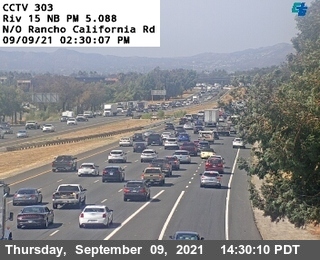 CCTV 303
Riv 15 NB PM 5.088
N/O Rancho California Rd
09/09/21 02:30:07 PM
Thursday, September 09, 2021 14:30:10 PDT